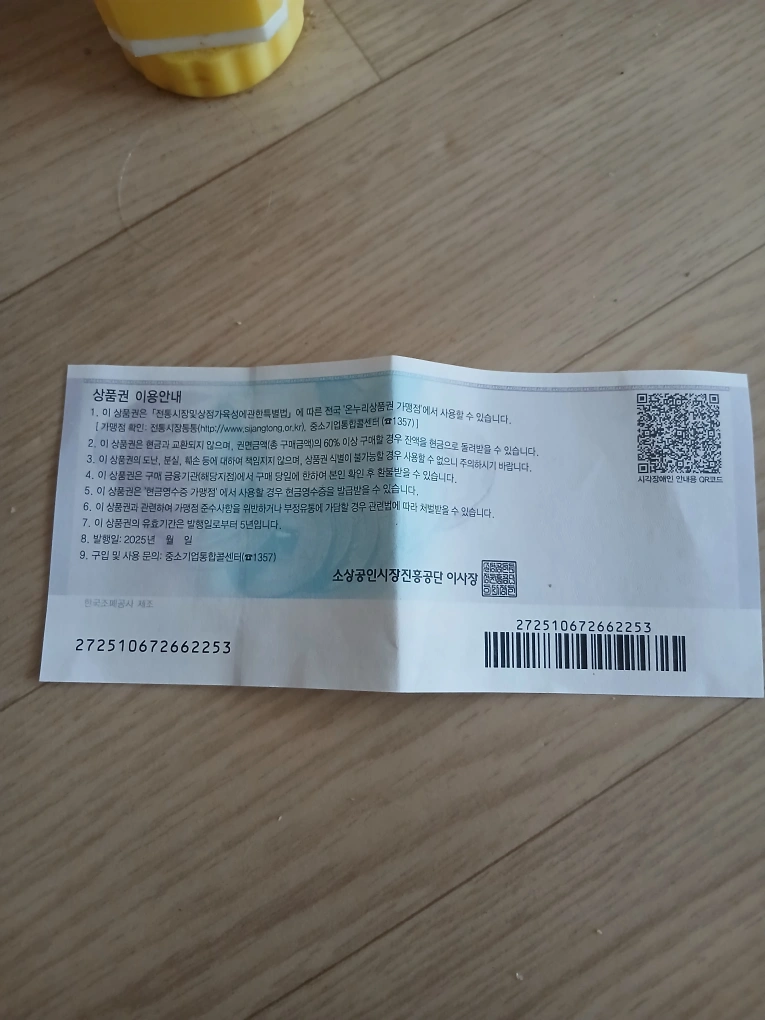 상품권 이용안내
1. 이 상품권은 「전통시장및상점가육성에관한특별법」에 따른 전국 '온누리상품권 가맹점'에서 사용할 수 있습니다.
[ 가맹점 확인: 전통시장통통(http://www.sijangtong.or.kr), 중소기업통합콜센터(☎1357) ]
2. 이 상품권은 현금과 교환되지 않으며, 권면금액(총 구매금액)의 60% 이상 구매할 경우 잔액을 현금으로 돌려받을 수 있습니다.
3. 이 상품권의 도난, 분실, 훼손 등에 대하여 책임지지 않으며, 상품권 식별이 불가능할 경우 사용할 수 없으니 주의하시기 바랍니다.
4. 이 상품권은 구매 금융기관(해당지점)에서 구매 당일에 한하여 본인 확인 후 환불받을 수 있습니다.
5. 이 상품권은 '현금영수증 가맹점' 에서 사용할 경우 현금영수증을 발급받을 수 있습니다.
6. 이 상품권과 관련하여 가맹점 준수사항을 위반하거나 부정유통에 가담할 경우 관련법에 따라 처벌받을 수 있습니다.
7. 이 상품권의 유효기간은 발행일로부터 5년입니다.
8. 발행일: 2025년 월 일
9. 구입 및 사용 문의: 중소기업통합콜센터(☎1357)
시각장애인 안내용 QR코드
소상공인시장진흥공단 이사장
한국조폐공사 제조
272510672662253
272510672662253